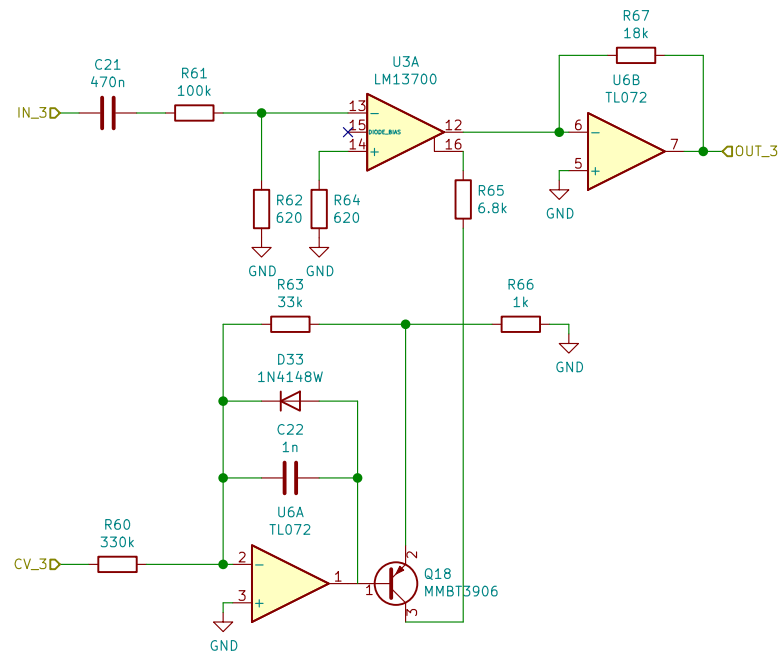 R67
18k
C21
470n
R61
100k
U3A
LM13700
U6B
TL072
IN_3
13
−
15
DIODE_BIAS
14
+
12
16
6
−
5
+
7
OUT_3
R62
620
R64
620
R65
6.8k
GND
GND
GND
R63
33k
R66
1k
GND
D33
1N4148W
C22
1n
U6A
TL072
R60
330k
CV_3
2
−
3
+
1
1
2
3
Q18
MMBT3906
GND